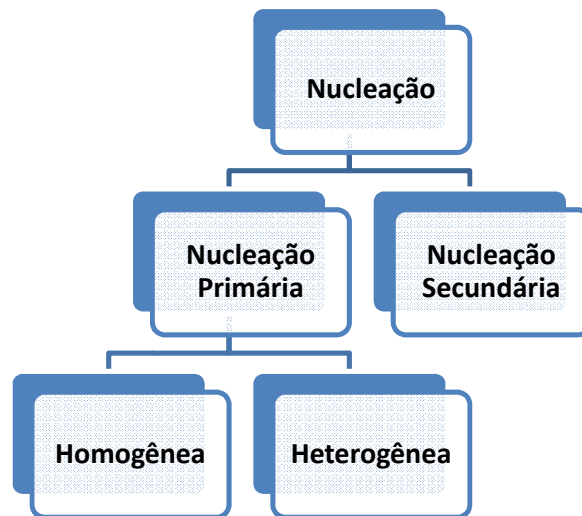 Nucleação
Nucleação
Primária
Nucleação
Secundária
Homogênea
Heterogênea